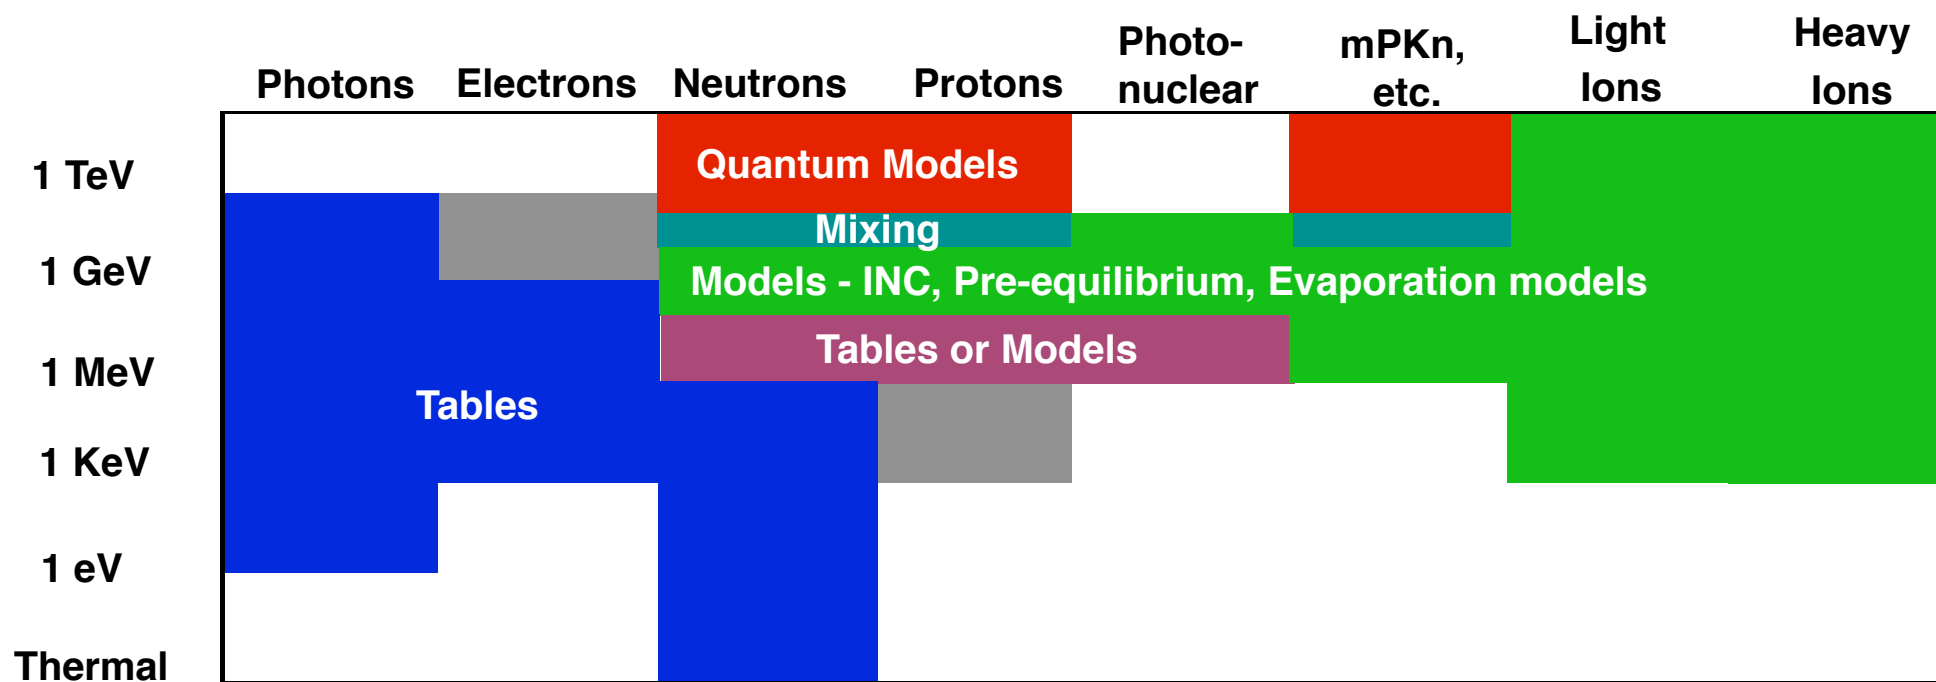 Photons Electrons Neutrons Protons Photo- mPKn, Light Heavy
nuclear etc. Ions Ions
1 TeV
Quantum Models
Mixing
1 GeV
Models - INC, Pre-equilibrium, Evaporation models
Tables or Models
1 MeV
Tables
1 KeV
1 eV
Thermal